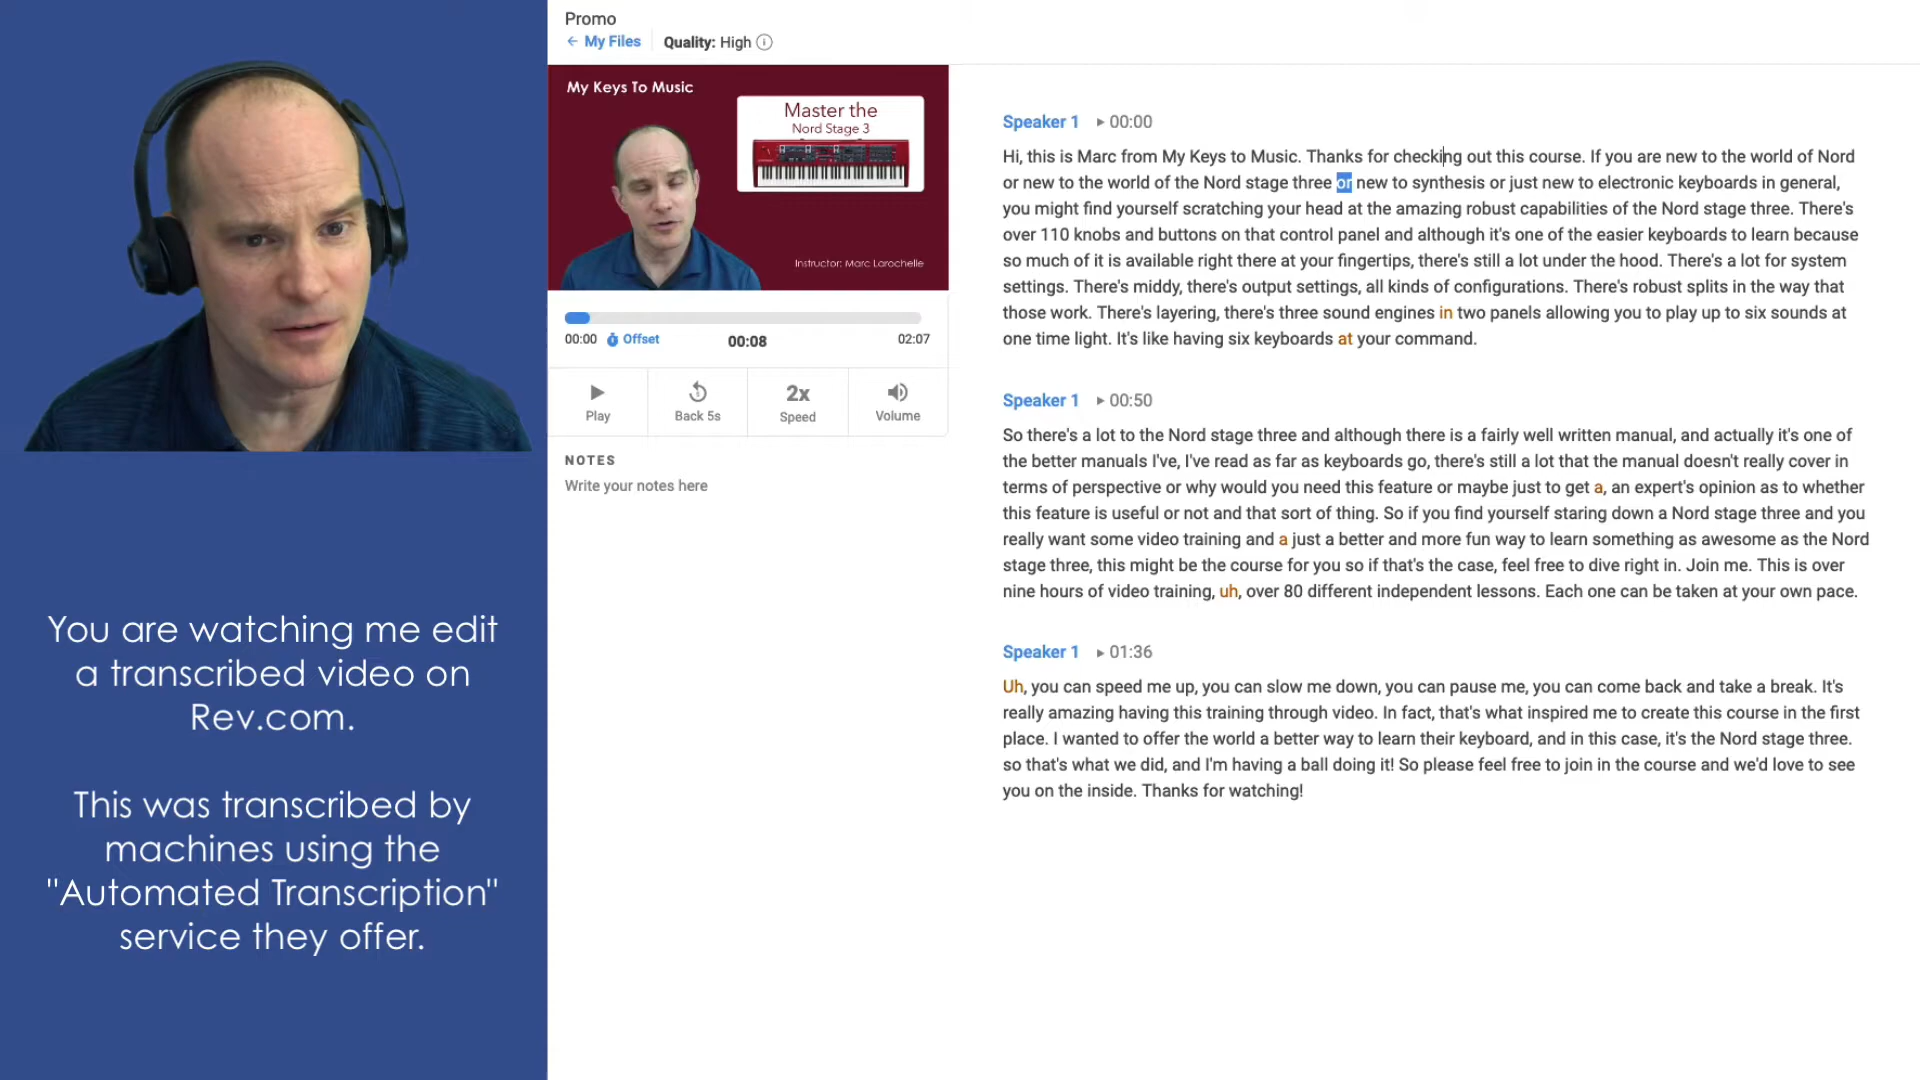 Promo
← My Files
Quality: High
My Keys To Music
Master the
Nord Stage 3
Instructor: Marc Larochelle
00:00
Offset
00:08
02:07
Play
5
Back 5s
2x
Speed
Volume
NOTES
Write your notes here
You are watching me edit
a transcribed video on
Rev.com.
This was transcribed by
machines using the
"Automated Transcription"
service they offer.
Speaker 1 00:00
Hi, this is Marc from My Keys to Music. Thanks for checking out this course. If you are new to the world of Nord
or new to the world of the Nord stage three or new to synthesis or just new to electronic keyboards in general,
you might find yourself scratching your head at the amazing robust capabilities of the Nord stage three. There's
over 110 knobs and buttons on that control panel and although it's one of the easier keyboards to learn because
so much of it is available right there at your fingertips, there's still a lot under the hood. There's a lot for system
settings. There's middy, there's output settings, all kinds of configurations. There's robust splits in the way that
those work. There's layering, there's three sound engines in two panels allowing you to play up to six sounds at
one time light. It's like having six keyboards at your command.
Speaker 1 00:50
So there's a lot to the Nord stage three and although there is a fairly well written manual, and actually it's one of
the better manuals I've, I've read as far as keyboards go, there's still a lot that the manual doesn't really cover in
terms of perspective or why would you need this feature or maybe just to get a, an expert's opinion as to whether
this feature is useful or not and that sort of thing. So if you find yourself staring down a Nord stage three and you
really want some video training and a just a better and more fun way to learn something as awesome as the Nord
stage three, this might be the course for you so if that's the case, feel free to dive right in. Join me. This is over
nine hours of video training, uh, over 80 different independent lessons. Each one can be taken at your own pace.
Speaker 1 01:36
Uh, you can speed me up, you can slow me down, you can pause me, you can come back and take a break. It's
really amazing having this training through video. In fact, that's what inspired me to create this course in the first
place. I wanted to offer the world a better way to learn their keyboard, and in this case, it's the Nord stage three.
so that's what we did, and I'm having a ball doing it! So please feel free to join in the course and we'd love to see
you on the inside. Thanks for watching!